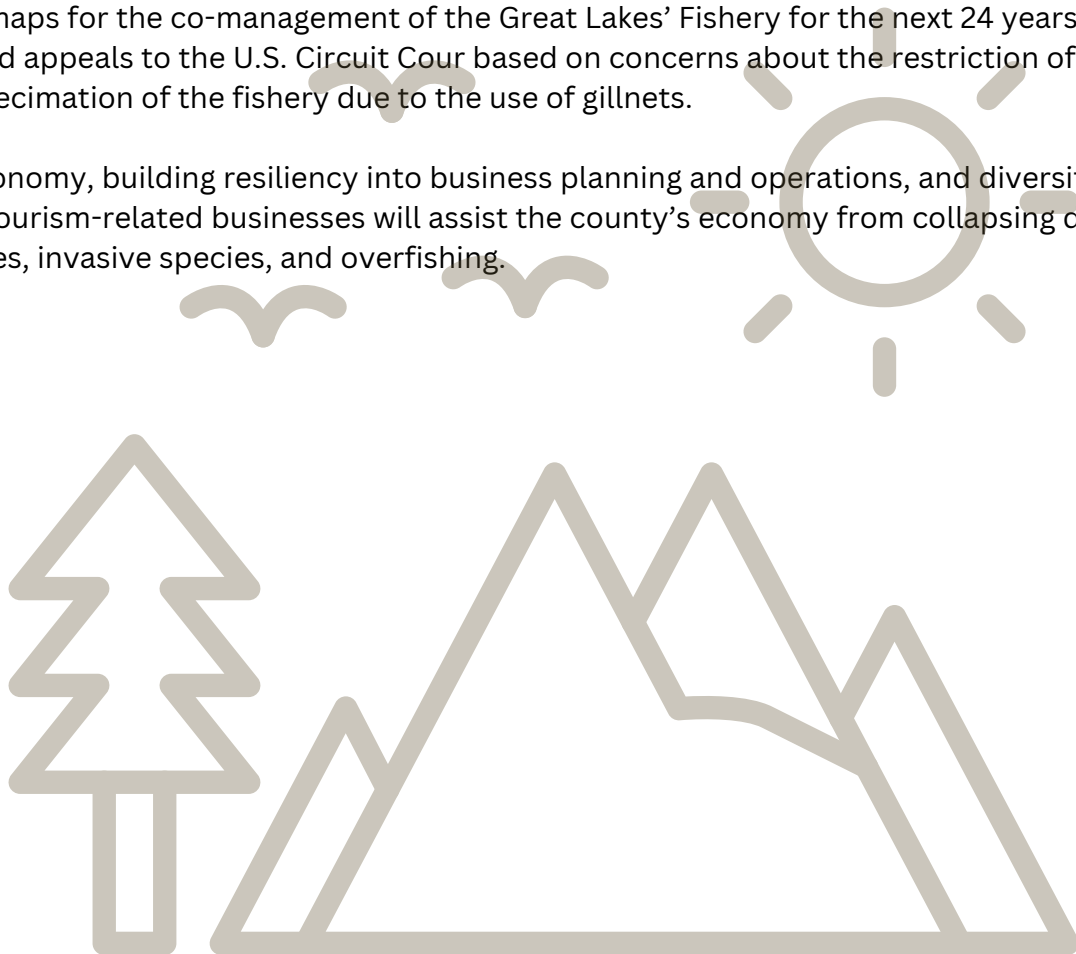 maps for the co-management of the Great Lakes’ Fishery for the next 24 years
d appeals to the U.S. Circuit Cour based on concerns about the restriction of
ecimation of the fishery due to the use of gillnets.
onomy, building resiliency into business planning and operations, and diversi
ourism-related businesses will assist the county’s economy from collapsing d
es, invasive species, and overfishing.